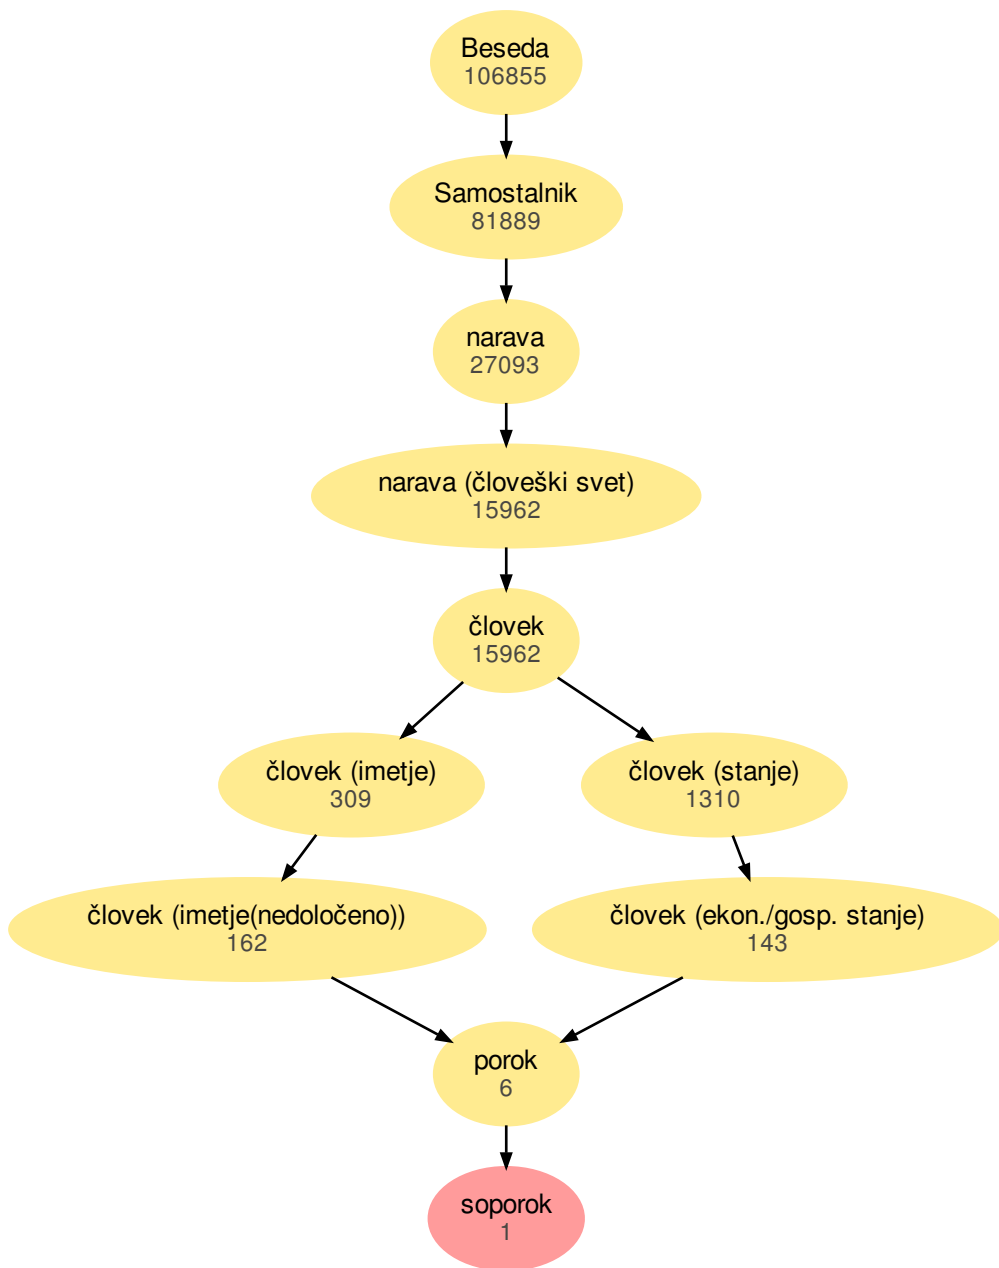 Beseda
106855
Samostalnik
81889
narava
27093
narava (človeški svet)
15962
človek
15962
človek (imetje)
309
človek (stanje)
1310
človek (imetje(nedoločeno))
162
človek (ekon./gosp. stanje)
143
porok
6
soporok
1